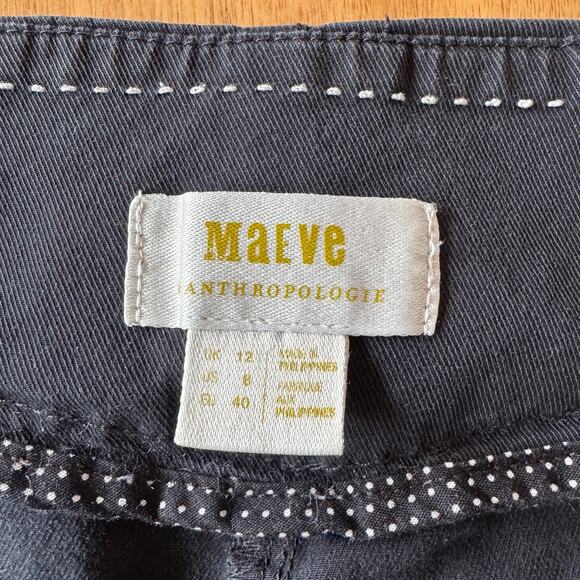 MaEve
ANTHROPOLOGIE
UK 12
US 8
EU 40
MADE IN
PHILIPPINES
FABRIQUE
AUX
PHILIPPINES